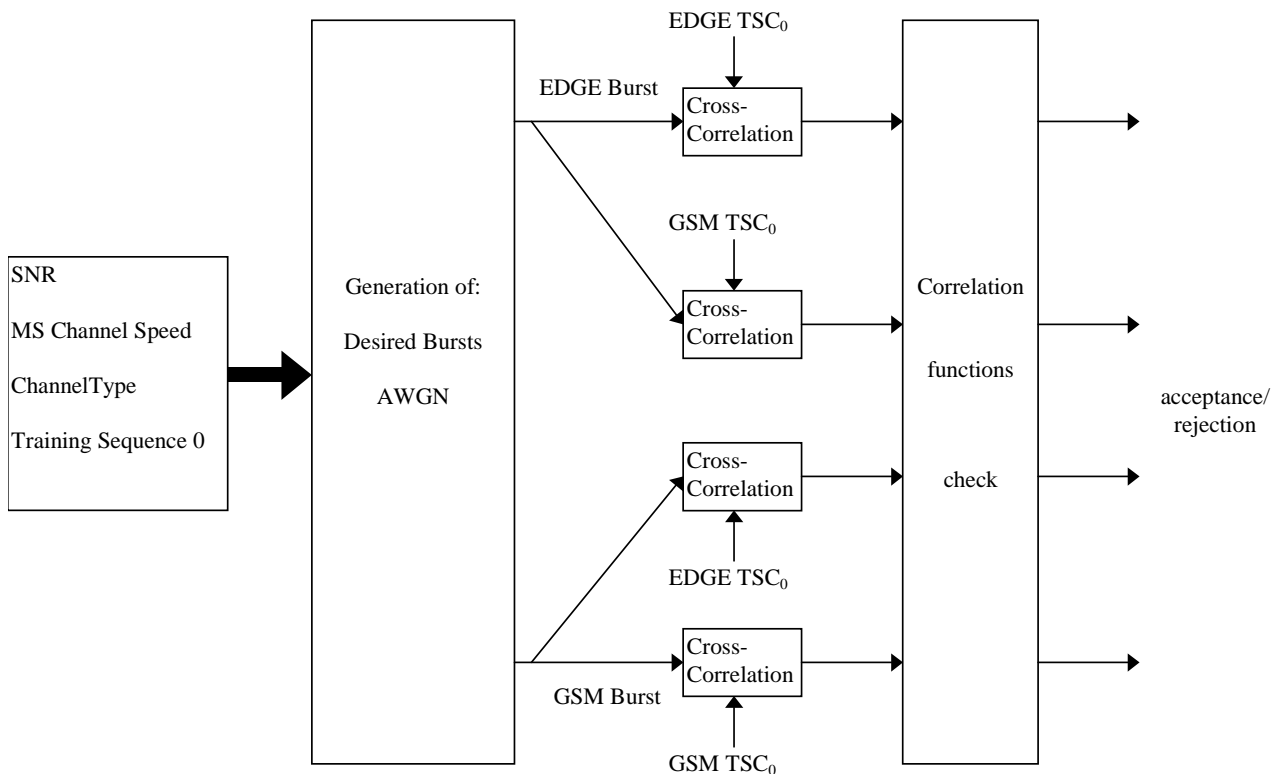 SNR
MS Channel Speed
ChannelType
Training Sequence 0
Generation of:
Desired Bursts
AWGN
EDGE TSC₀
EDGE Burst
Cross-
Correlation
GSM TSC₀
Cross-
Correlation
Cross-
Correlation
EDGE TSC₀
Cross-
Correlation
GSM Burst
GSM TSC₀
Correlation
functions
check
acceptance/
rejection